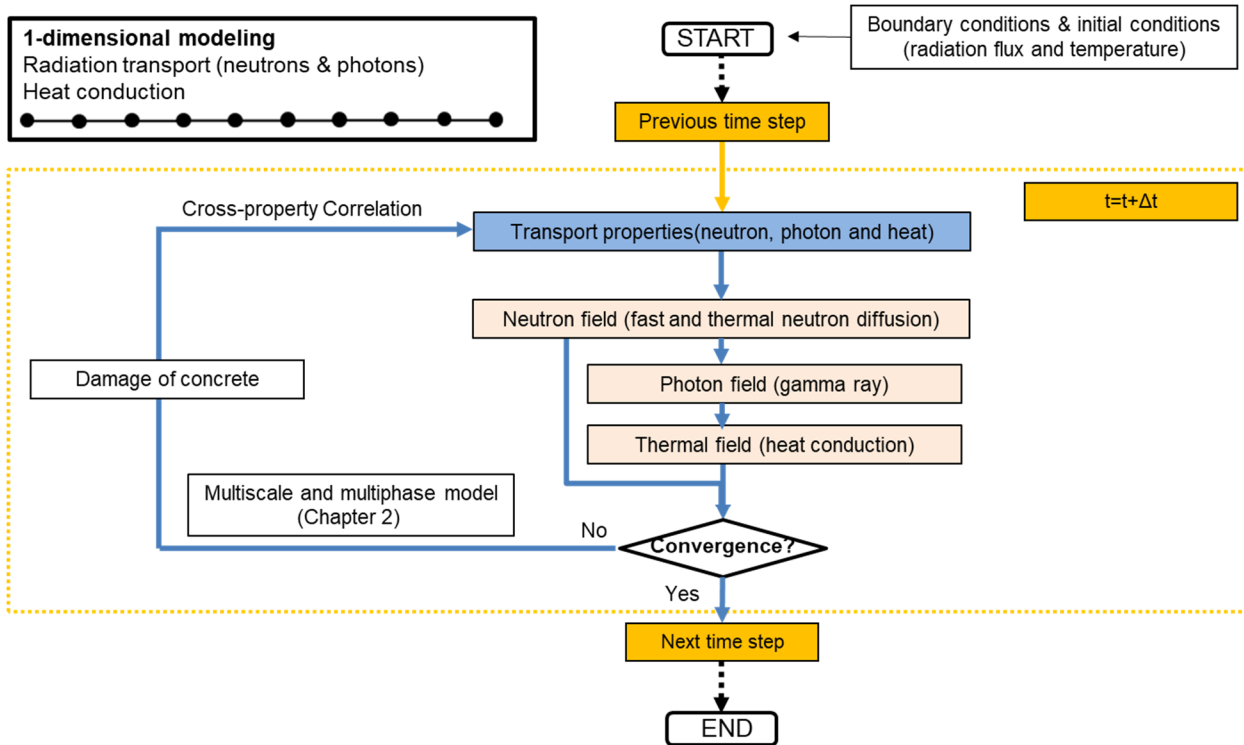 1-dimensional modeling
Radiation transport (neutrons & photons)
Heat conduction
START
Boundary conditions & initial conditions
(radiation flux and temperature)
Previous time step
t=t+Δt
Cross-property Correlation
Transport properties(neutron, photon and heat)
Neutron field (fast and thermal neutron diffusion)
Damage of concrete
Photon field (gamma ray)
Thermal field (heat conduction)
Multiscale and multiphase model
(Chapter 2)
No
Convergence?
Yes
Next time step
END